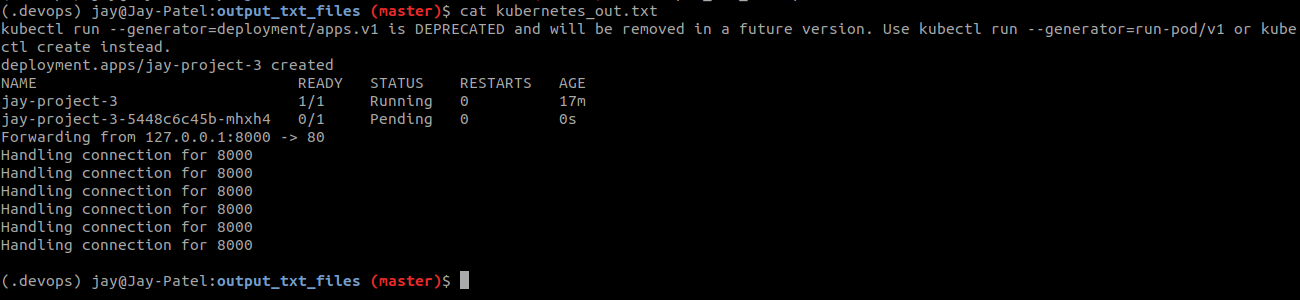 (.devops) jay@Jay-Patel:output_txt_files (master)$ cat kubernetes_out.txt
kubectl run --generator=deployment/apps.v1 is DEPRECATED and will be removed in a future version. Use kubectl run --generator=run-pod/v1 or kube
ctl create instead.
deployment.apps/jay-project-3 created
NAME READY STATUS RESTARTS AGE
jay-project-3 1/1 Running 0 17m
jay-project-3-5448c6c45b-mhxh4 0/1 Pending 0 0s
Forwarding from 127.0.0.1:8000 -> 80
Handling connection for 8000
Handling connection for 8000
Handling connection for 8000
Handling connection for 8000
Handling connection for 8000
Handling connection for 8000
(.devops) jay@Jay-Patel:output_txt_files (master)$